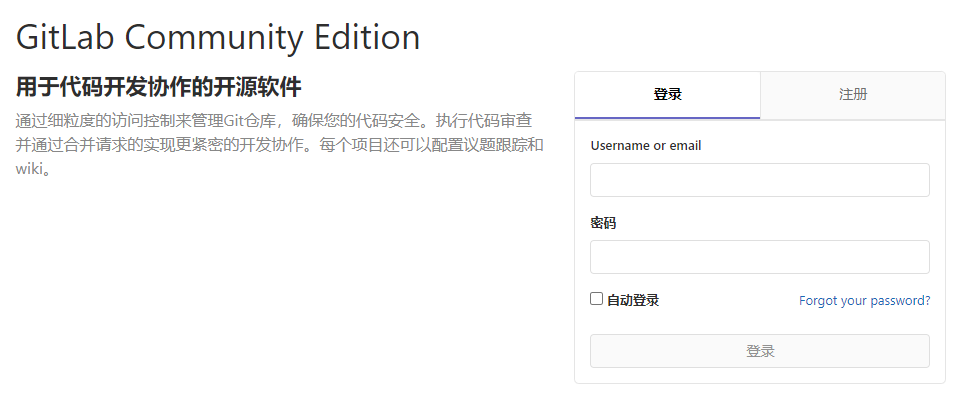 GitLab Community Edition
用于代码开发协作的开源软件
通过细粒度的访问控制来管理Git仓库，确保您的代码安全。执行代码审查
并通过合并请求的实现更紧密的开发协作。每个项目还可以配置议题跟踪和
wiki。
登录
注册
Username or email
密码
自动登录
Forgot your password?
登录